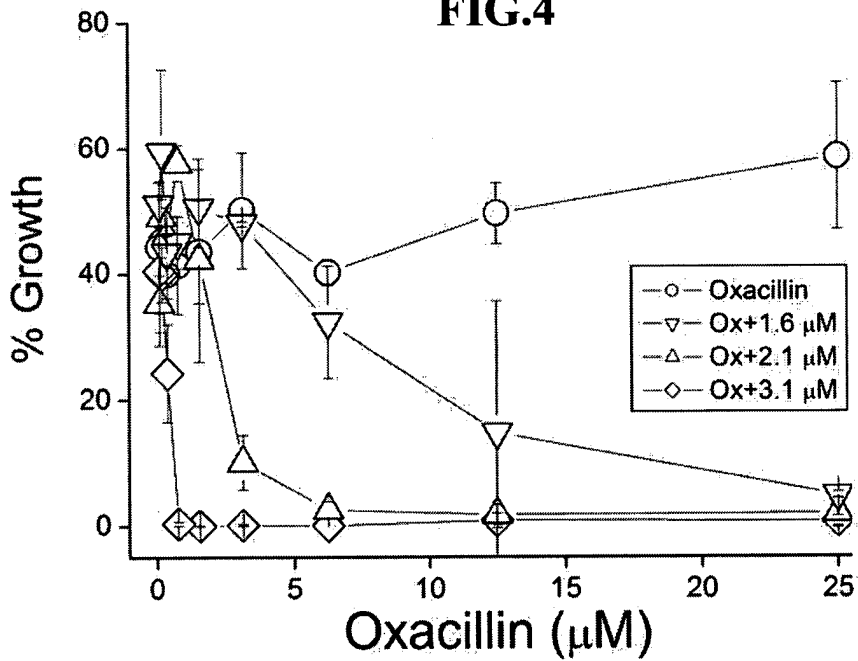 FIG.4
80
60
40
20
0
% Growth
Oxacillin
Ox+1.6 μM
Ox+2.1 μM
Ox+3.1 μM
0 5 10 15 20 25
Oxacillin (μM)